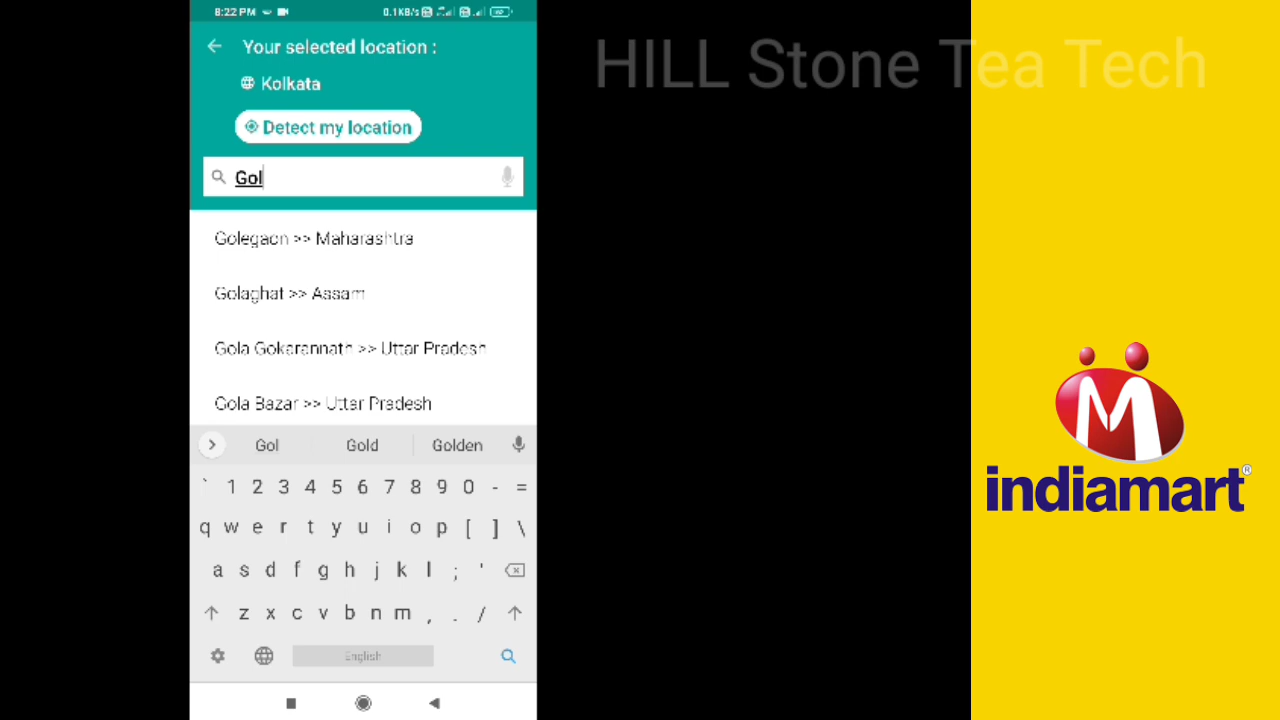 8:22 PM 0.1KB/s
HILL Stone Tea Tech
Your selected location :
Kolkata
Detect my location
Gol
Golegaon >> Maharashtra
Golaghat >> Assam
Gola Gokarannath >> Uttar Pradesh
Gola Bazar >> Uttar Pradesh
Gol Gold Golden
` 1 2 3 4 5 6 7 8 9 0 - =
q w e r t y u i o p [ ] \
a s d f g h j k l ; '
z x c v b n m , . /
English
M
indiamart®